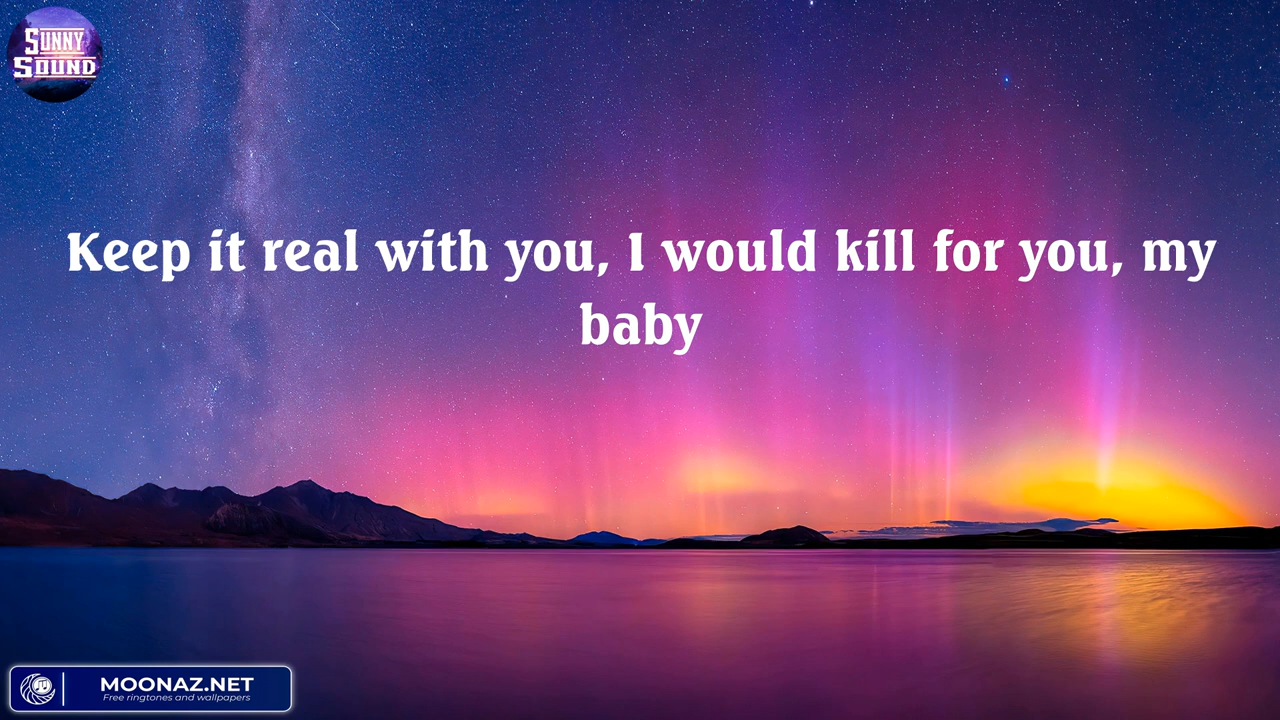 SUNNY
SOUND
Keep it real with you, I would kill for you, my
baby
MOONAZ.NET
Free ringtones and wallpapers